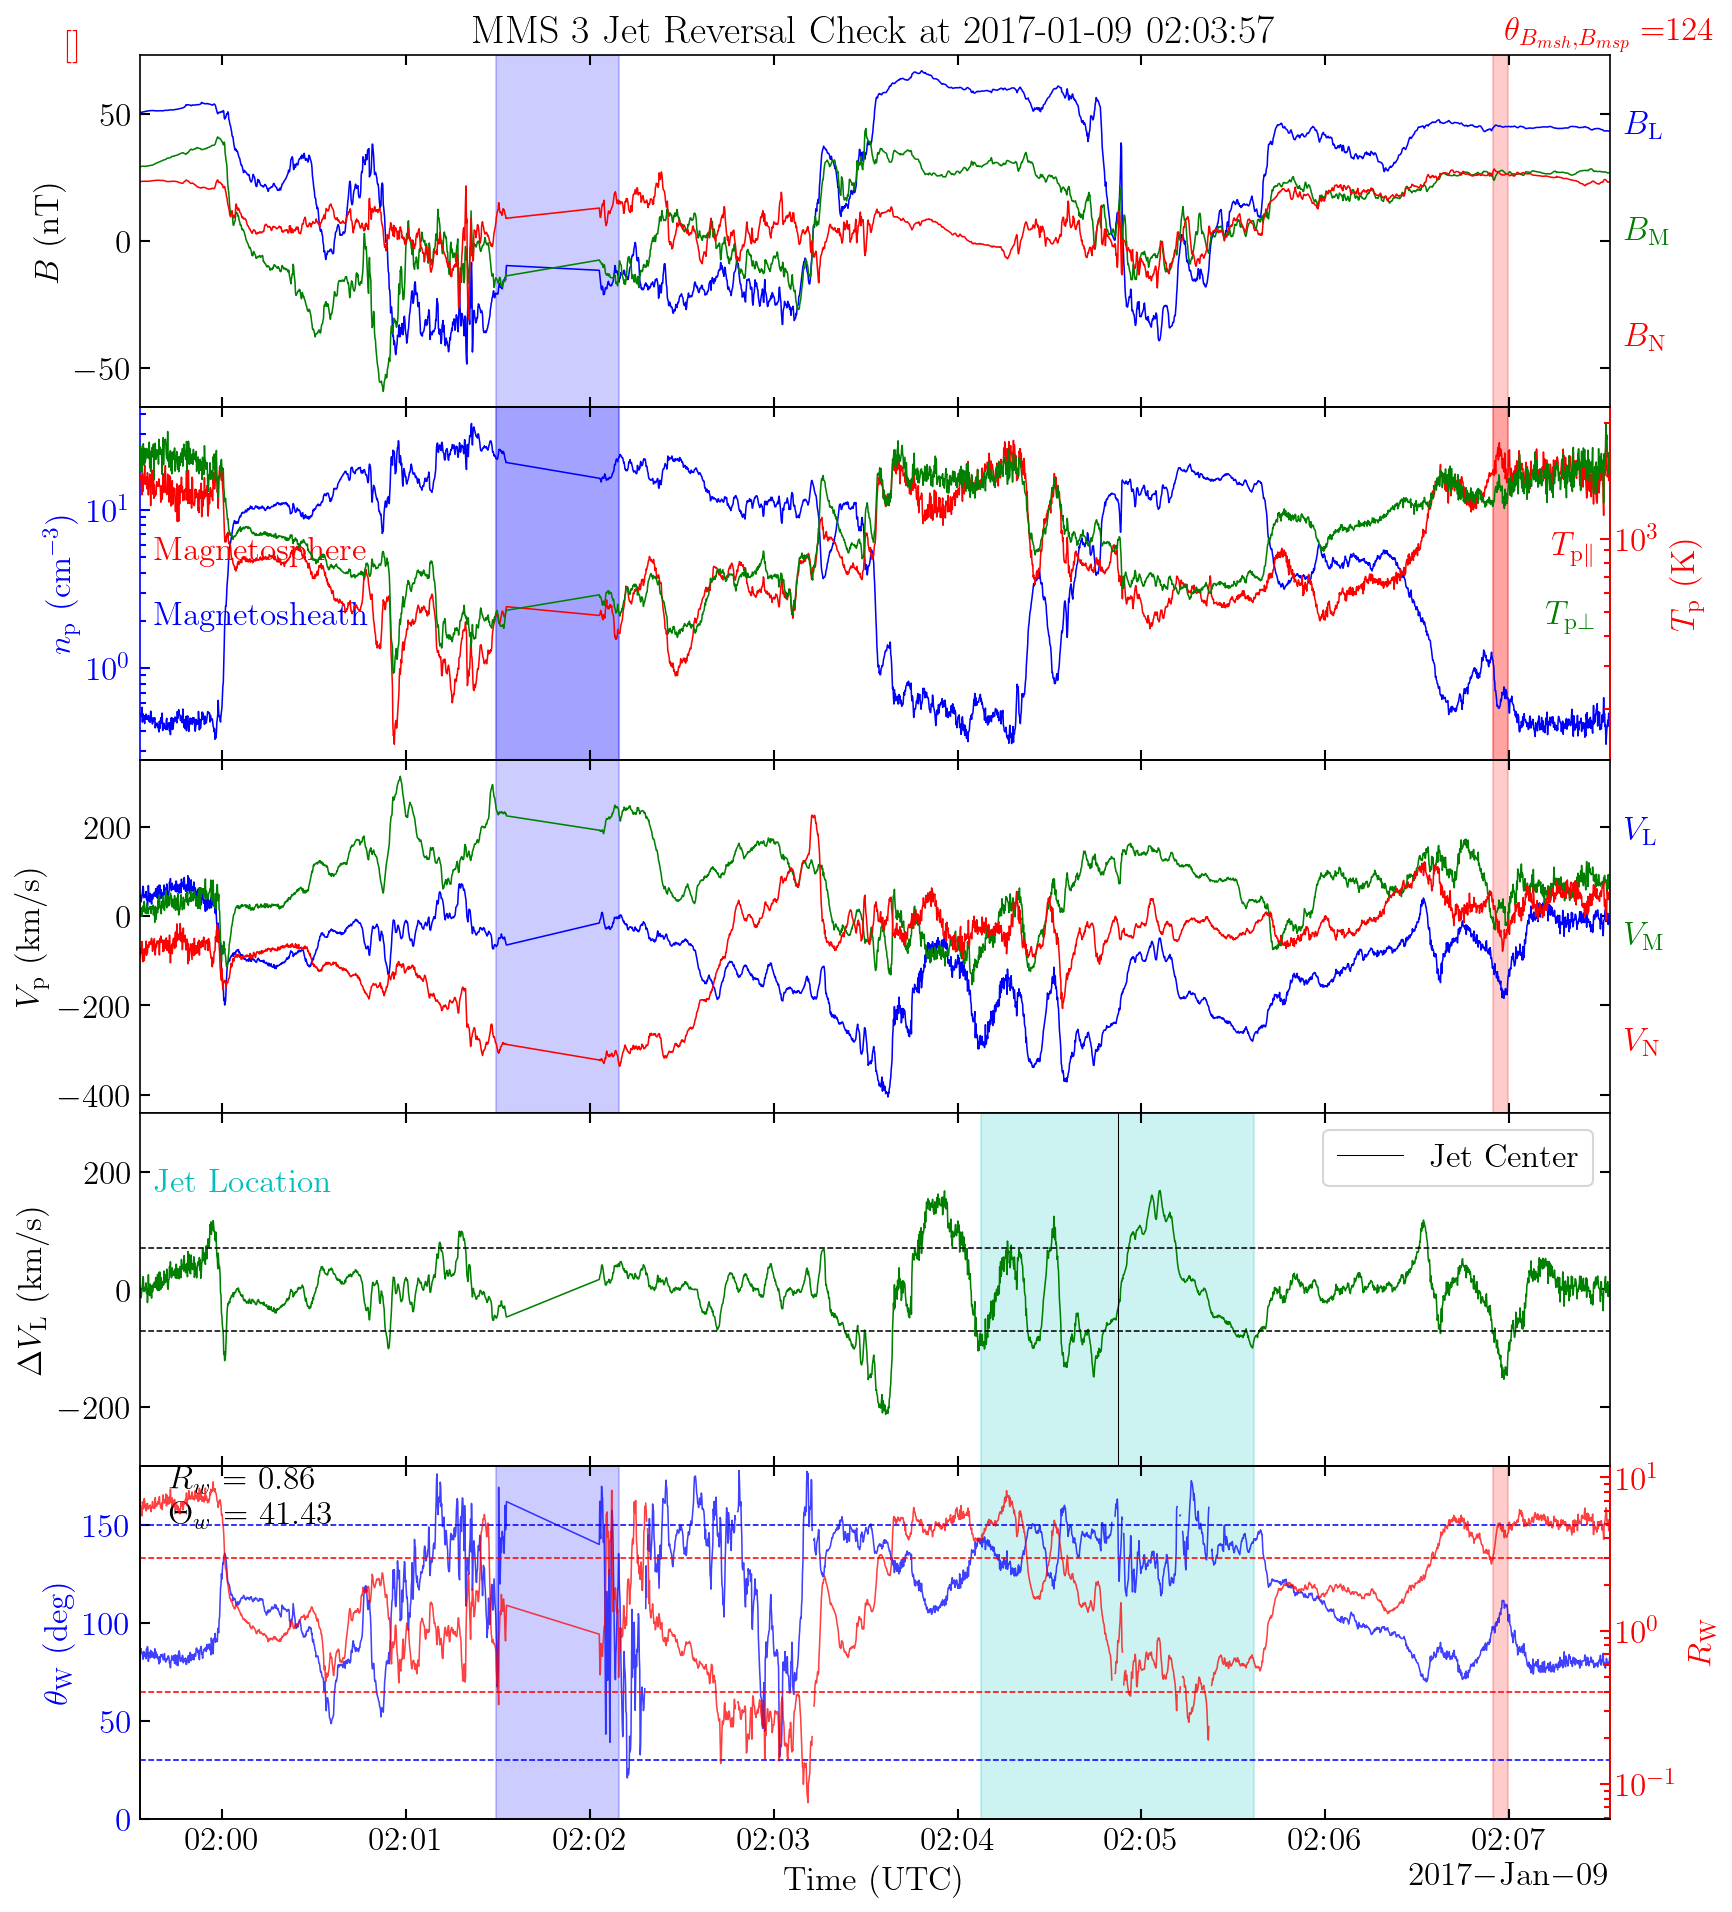 MMS 3 Jet Reversal Check at 2017-01-09 02:03:57
θ_{B_{msh},B_{msp}} =124
[]
50
0
−50
B (nT)
B_L
B_M
B_N
10^1
10^0
n_p (cm^{−3})
Magnetosphere
Magnetosheath
10^3
T_{p∥}
T_{p⊥}
T_p (K)
200
0
−200
−400
V_p (km/s)
V_L
V_M
V_N
200
0
−200
ΔV_L (km/s)
Jet Location
Jet Center
R_w = 0.86
Θ_w = 41.43
150
100
50
0
θ_W (deg)
10^1
10^0
10^{−1}
R_W
02:00 02:01 02:02 02:03 02:04 02:05 02:06 02:07
Time (UTC)
2017−Jan−09